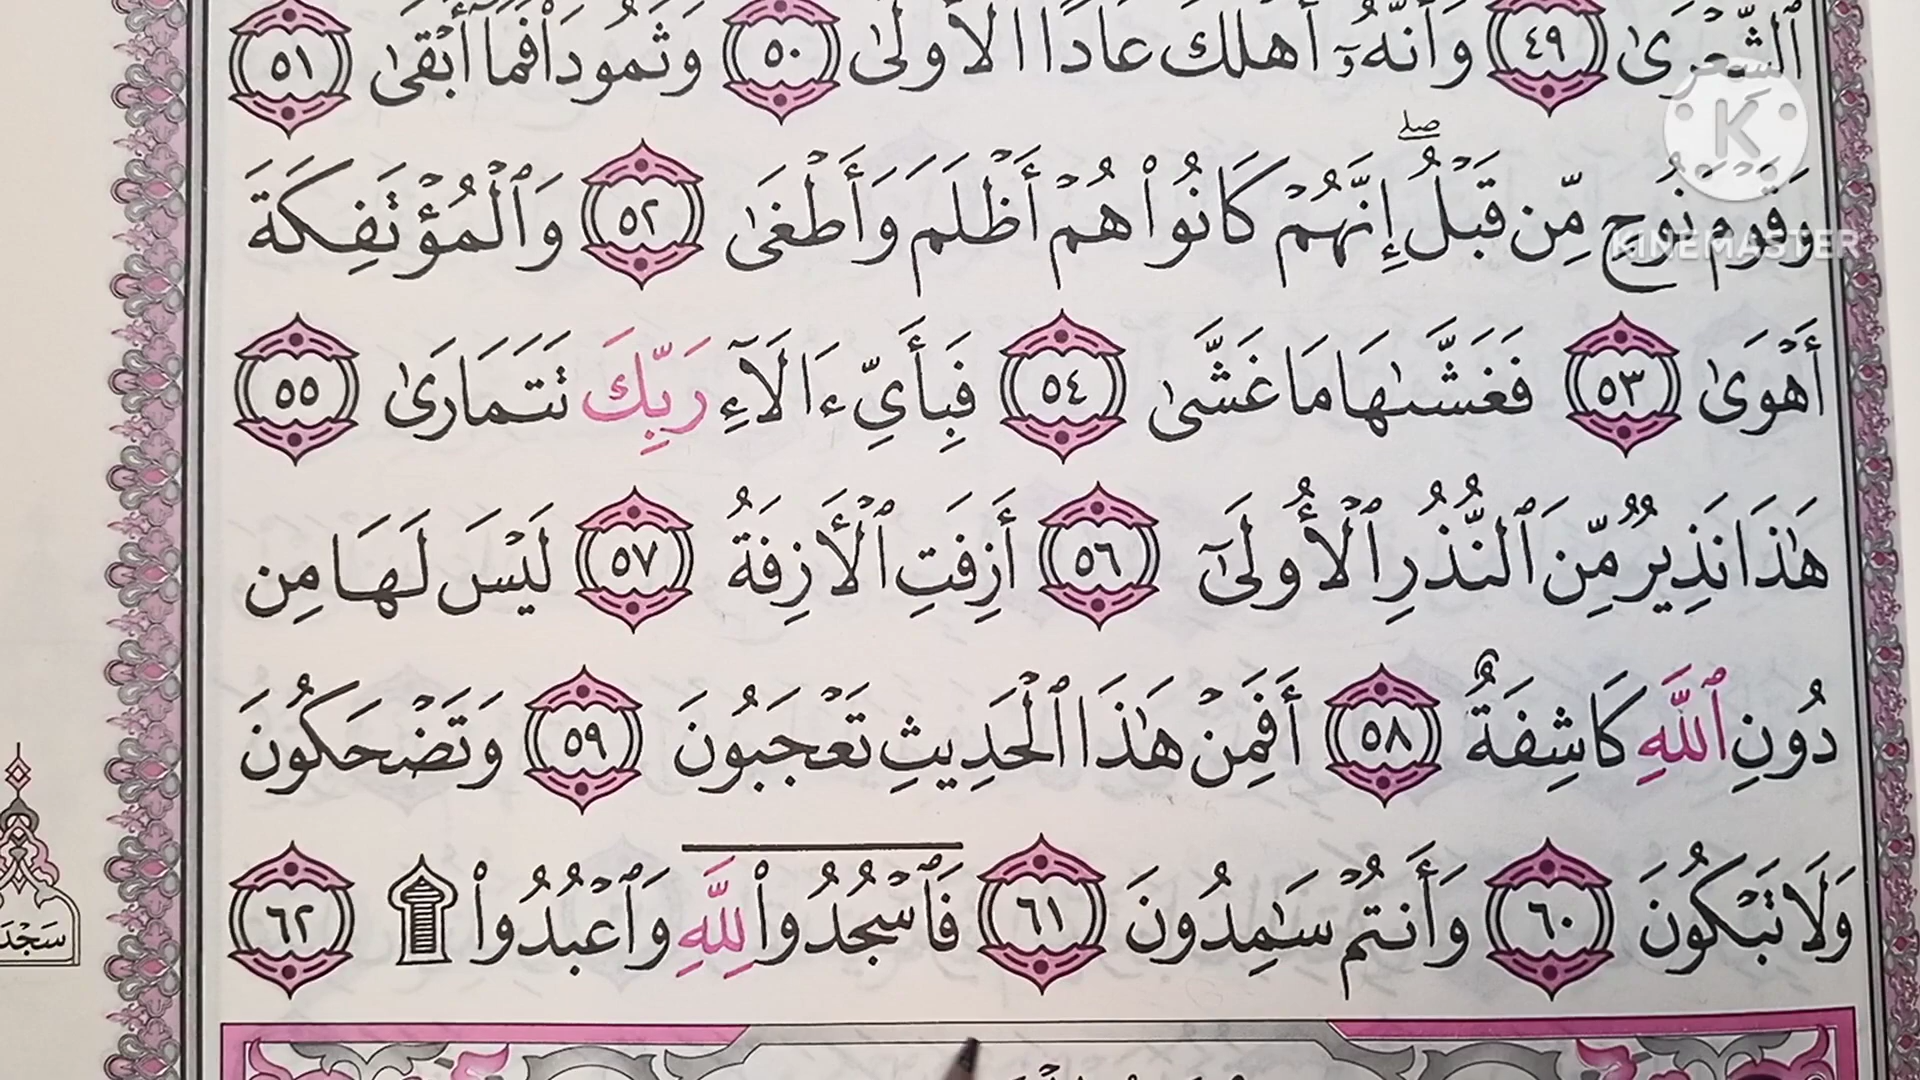 ٱلشِّعْرَىٰ ٤٩ وَأَنَّهُۥٓ أَهْلَكَ عَادًا ٱلْأُولَىٰ ٥٠ وَثَمُودَا۟ فَمَآ أَبْقَىٰ ٥١
K
وَقَوْمَ نُوحٍ مِّن قَبْلُ ۖ إِنَّهُمْ كَانُوا۟ هُمْ أَظْلَمَ وَأَطْغَىٰ ٥٢ وَٱلْمُؤْتَفِكَةَ
KINEMASTER
أَهْوَىٰ ٥٣ فَغَشَّىٰهَا مَا غَشَّىٰ ٥٤ فَبِأَىِّ ءَالَآءِ رَبِّكَ تَتَمَارَىٰ ٥٥
هَٰذَا نَذِيرٌ مِّنَ ٱلنُّذُرِ ٱلْأُولَىٰٓ ٥٦ أَزِفَتِ ٱلْأَزِفَةُ ٥٧ لَيْسَ لَهَا مِن
دُونِ ٱللَّهِ كَاشِفَةٌ ٥٨ أَفَمِنْ هَٰذَا ٱلْحَدِيثِ تَعْجَبُونَ ٥٩ وَتَضْحَكُونَ
وَلَا تَبْكُونَ ٦٠ وَأَنتُمْ سَٰمِدُونَ ٦١ فَٱسْجُدُوا۟ لِلَّهِ وَٱعْبُدُوا۟ ۩ ٦٢
سَجْدَة